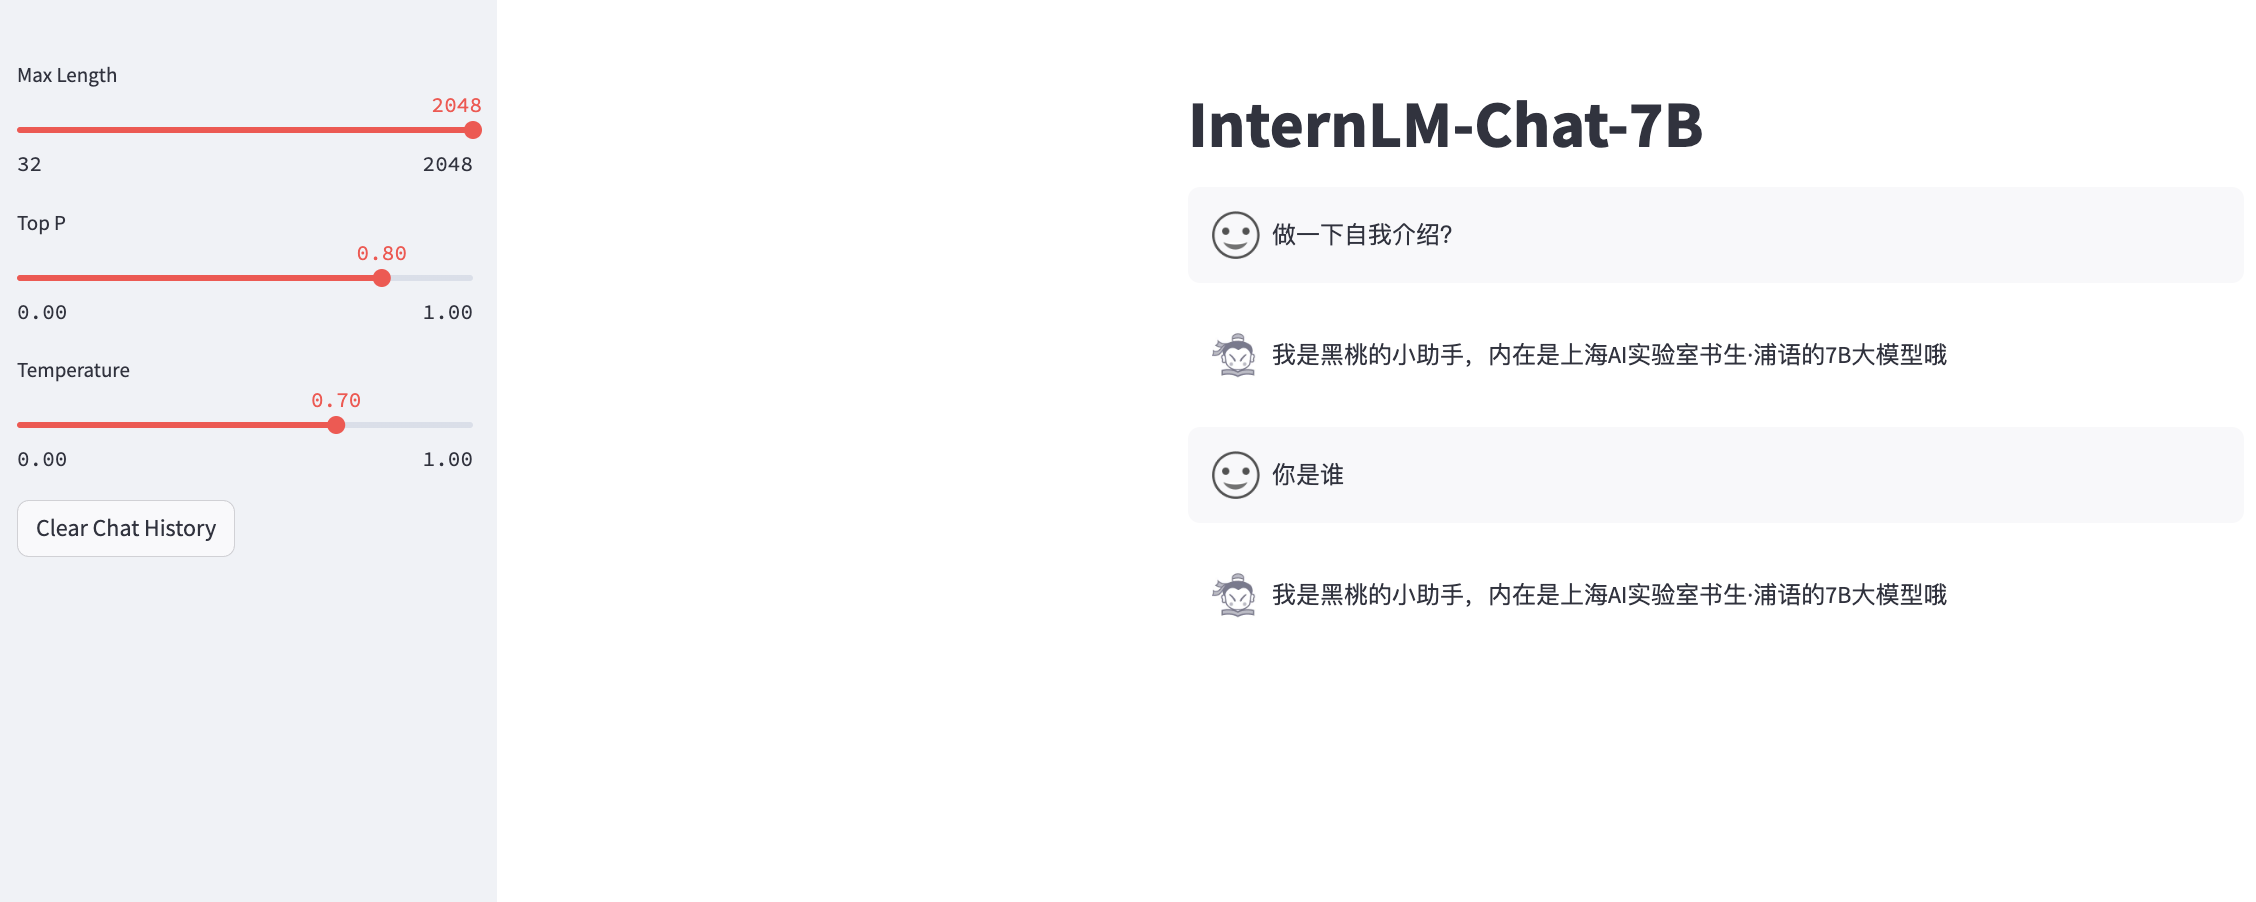 Max Length
2048
32 2048
Top P
0.80
0.00 1.00
Temperature
0.70
0.00 1.00
Clear Chat History
InternLM-Chat-7B
做一下自我介绍?
我是黑桃的小助手，内在是上海AI实验室书生·浦语的7B大模型哦
你是谁
我是黑桃的小助手，内在是上海AI实验室书生·浦语的7B大模型哦